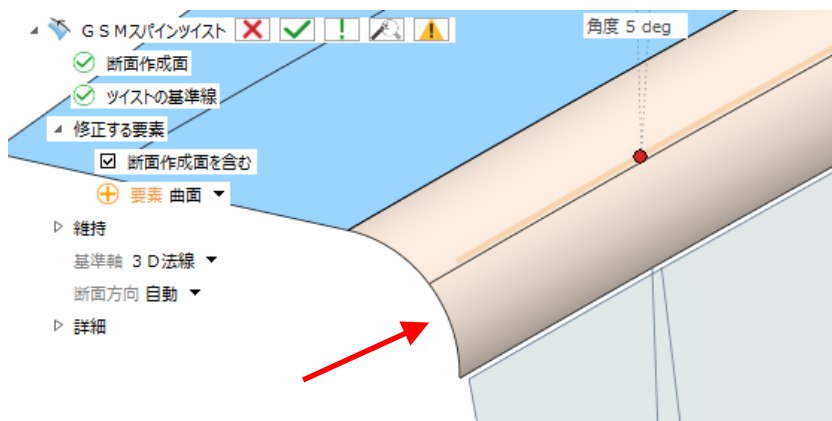 GSMスパインツイスト
角度 5 deg
断面作成面
ツイストの基準線
修正する要素
断面作成面を含む
要素 曲面
維持
基準軸 3D法線
断面方向 自動
詳細